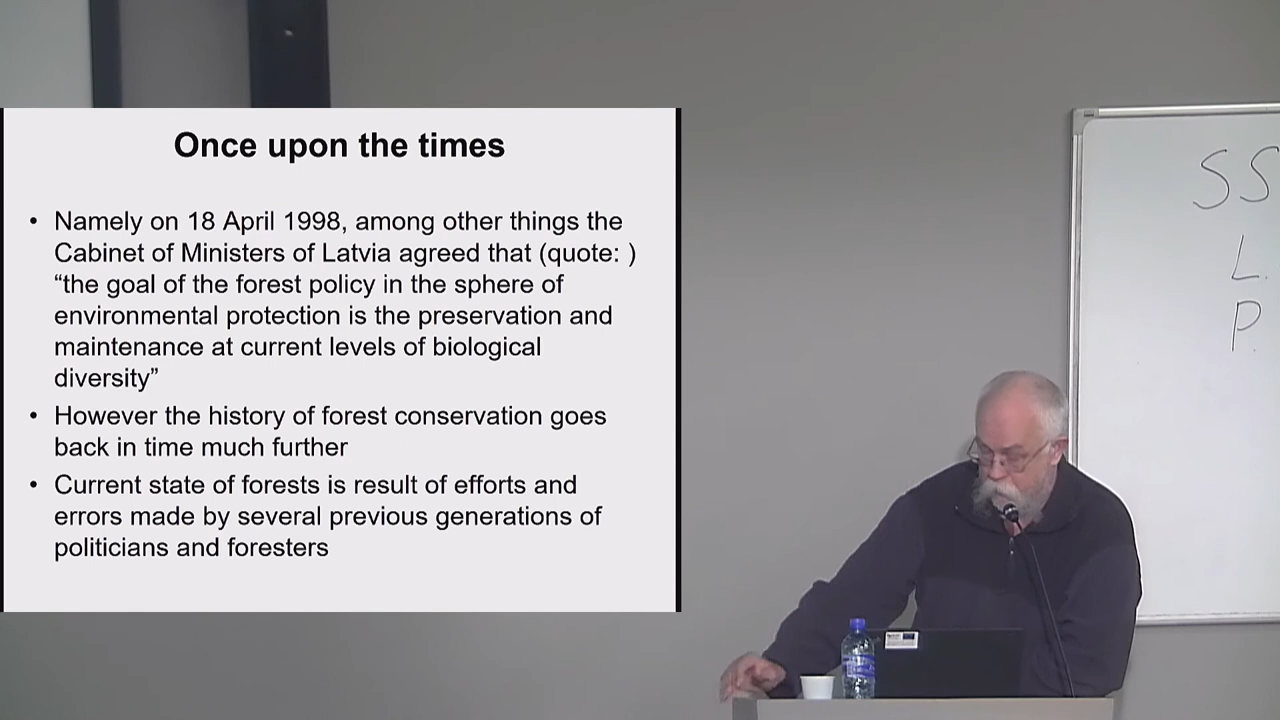 Once upon the times
• Namely on 18 April 1998, among other things the
Cabinet of Ministers of Latvia agreed that (quote: )
“the goal of the forest policy in the sphere of
environmental protection is the preservation and
maintenance at current levels of biological
diversity”
• However the history of forest conservation goes
back in time much further
• Current state of forests is result of efforts and
errors made by several previous generations of
politicians and foresters
SS
L.
P.